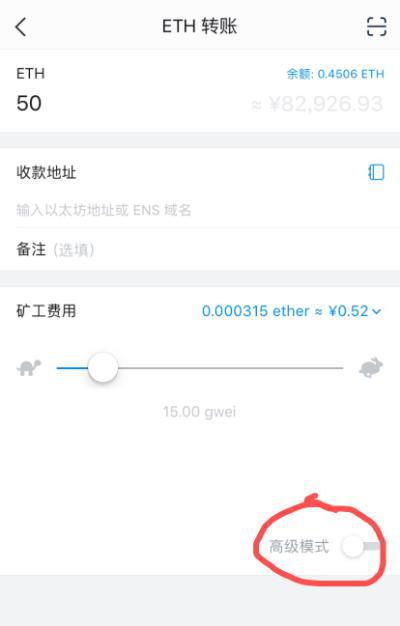 ETH 转账
ETH
余额: 0.4506 ETH
50
≈ ¥82,926.93
收款地址
输入以太坊地址或 ENS 域名
备注 (选填)
矿工费用
0.000315 ether ≈ ¥0.52
15.00 gwei
高级模式